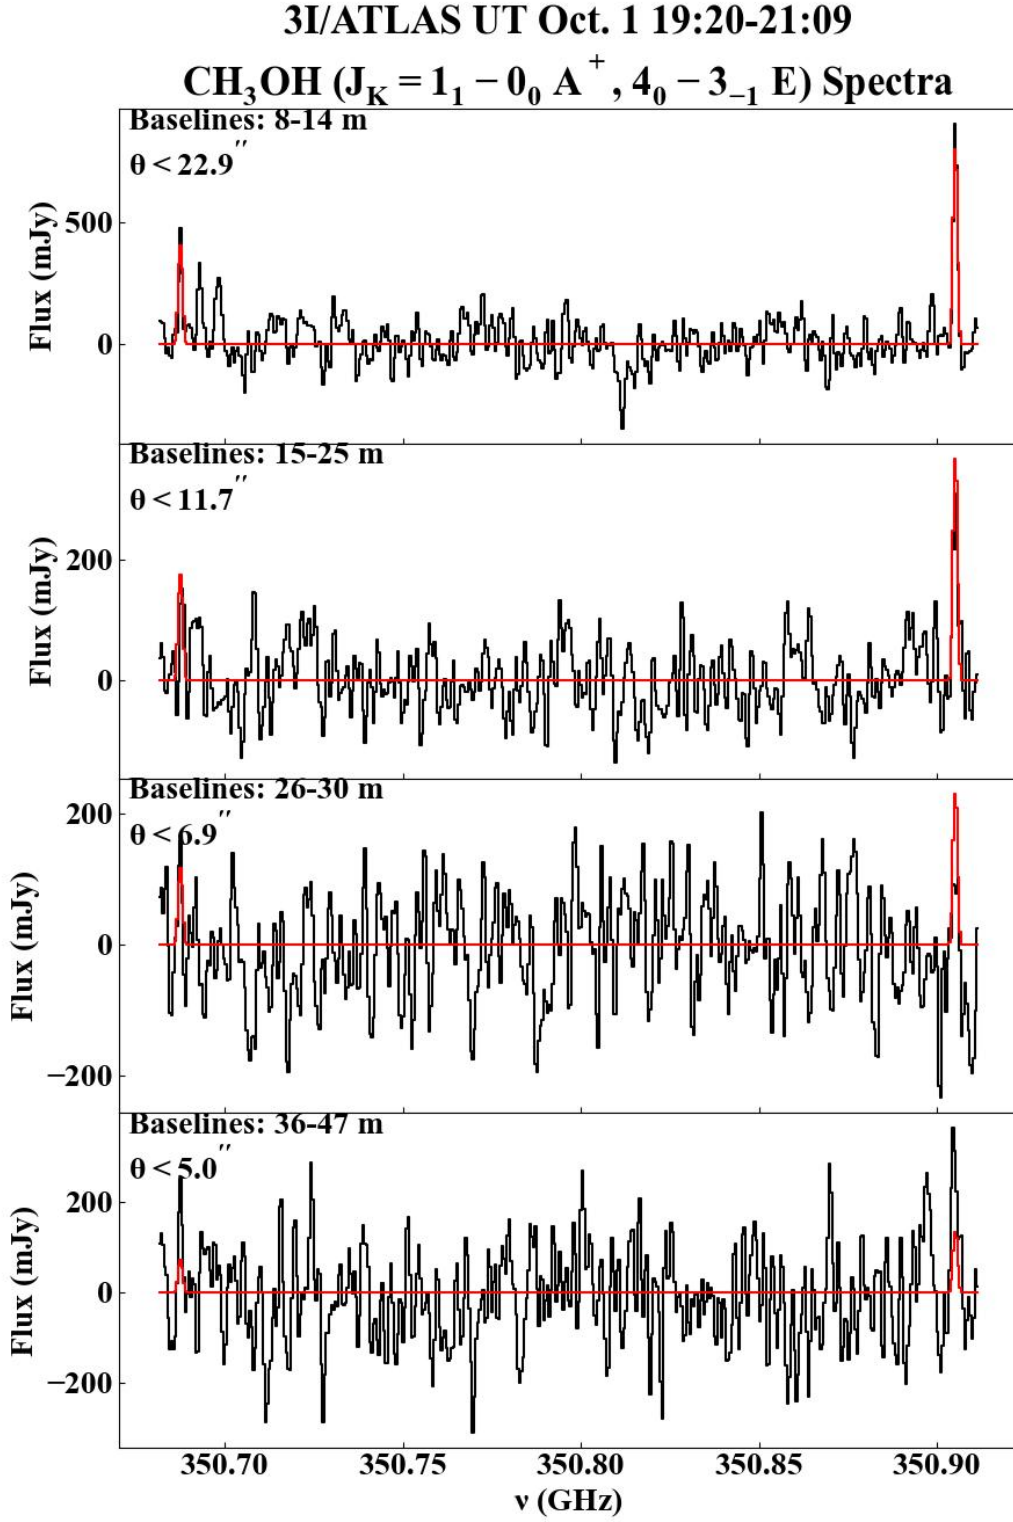 3I/ATLAS UT Oct. 1 19:20-21:09
CH₃OH (J_K = 1₁ − 0₀ A⁺, 4₀ − 3₋₁ E) Spectra
Baselines: 8-14 m
θ < 22.9″
500
0
Flux (mJy)
Baselines: 15-25 m
θ < 11.7″
200
0
Flux (mJy)
Baselines: 26-30 m
θ < 6.9″
200
0
−200
Flux (mJy)
Baselines: 36-47 m
θ < 5.0″
200
0
−200
Flux (mJy)
350.70 350.75 350.80 350.85 350.90
ν (GHz)